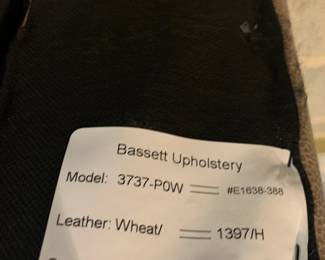 Bassett Upholstery
Model: 3737-P0W #E1638-388
Leather: Wheat/ 1397/H